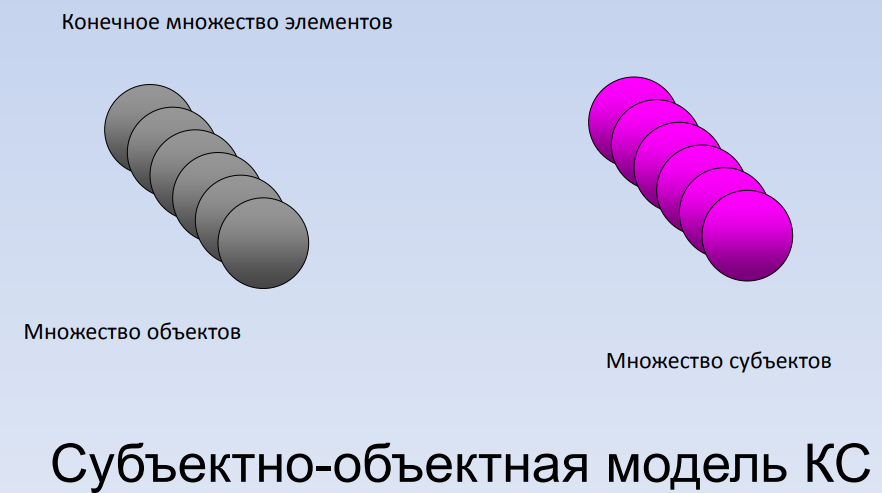 Конечное множество элементов
Множество объектов
Множество субъектов
Субъектно-объектная модель КС